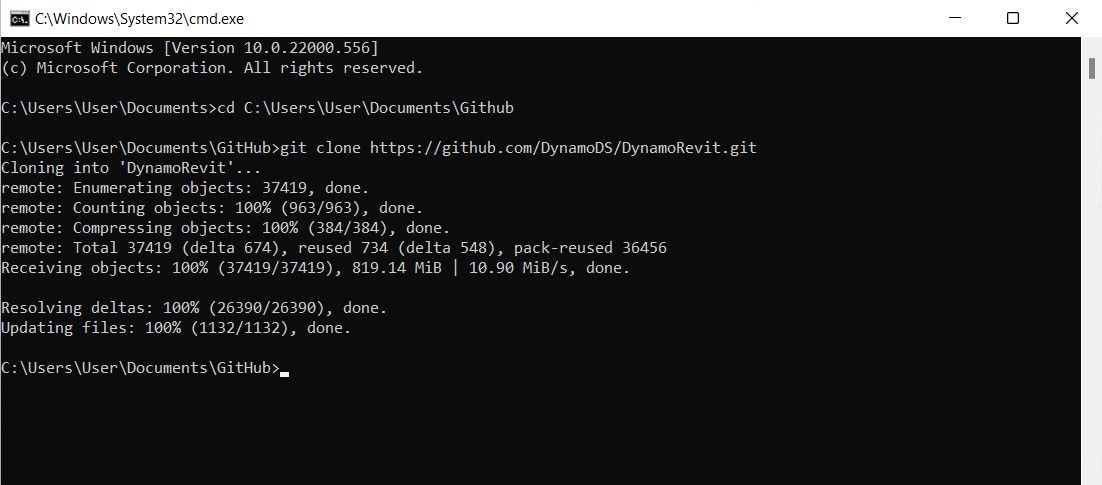 C:\Windows\System32\cmd.exe
Microsoft Windows [Version 10.0.22000.556]
(c) Microsoft Corporation. All rights reserved.
C:\Users\User\Documents>cd C:\Users\User\Documents\Github
C:\Users\User\Documents\GitHub>git clone https://github.com/DynamoDS/DynamoRevit.git
Cloning into 'DynamoRevit'...
remote: Enumerating objects: 37419, done.
remote: Counting objects: 100% (963/963), done.
remote: Compressing objects: 100% (384/384), done.
remote: Total 37419 (delta 674), reused 734 (delta 548), pack-reused 36456
Receiving objects: 100% (37419/37419), 819.14 MiB | 10.90 MiB/s, done.
Resolving deltas: 100% (26390/26390), done.
Updating files: 100% (1132/1132), done.
C:\Users\User\Documents\GitHub>